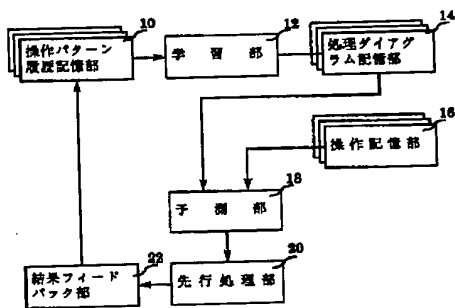 10
操作パターン
履歴記憶部
12
学習部
14
処理ダイアグ
ラム記憶部
16
操作記憶部
18
予測部
20
先行処理部
22
結果フィード
バック部